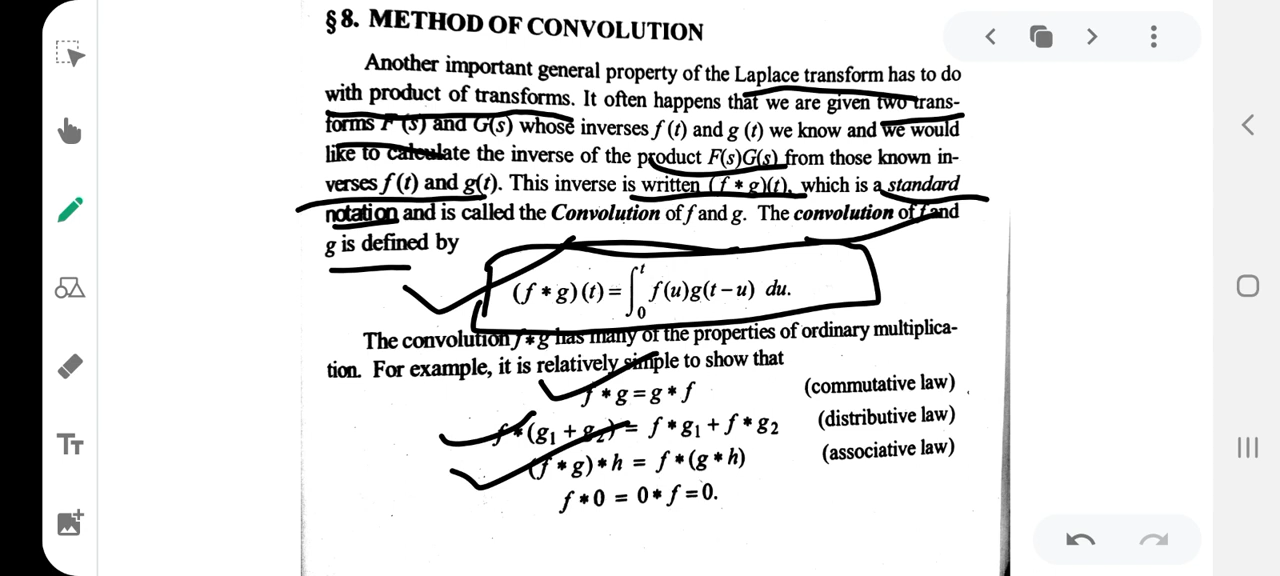 § 8. METHOD OF CONVOLUTION
Another important general property of the Laplace transform has to do
with product of transforms. It often happens that we are given two trans-
forms F (s) and G(s) whose inverses f (t) and g (t) we know and we would
like to calculate the inverse of the product F(s)G(s) from those known in-
verses f (t) and g(t). This inverse is written (f * g)(t), which is a standard
notation and is called the Convolution of f and g. The convolution of f and
g is defined by
(f * g) (t) = ∫₀ᵗ f(u)g(t − u) du.
The convolution f * g has many of the properties of ordinary multiplica-
tion. For example, it is relatively simple to show that
f * g = g * f (commutative law)
f * (g₁ + g₂) = f * g₁ + f * g₂ (distributive law)
(f * g) * h = f * (g * h) (associative law)
f * 0 = 0 * f = 0.
TT